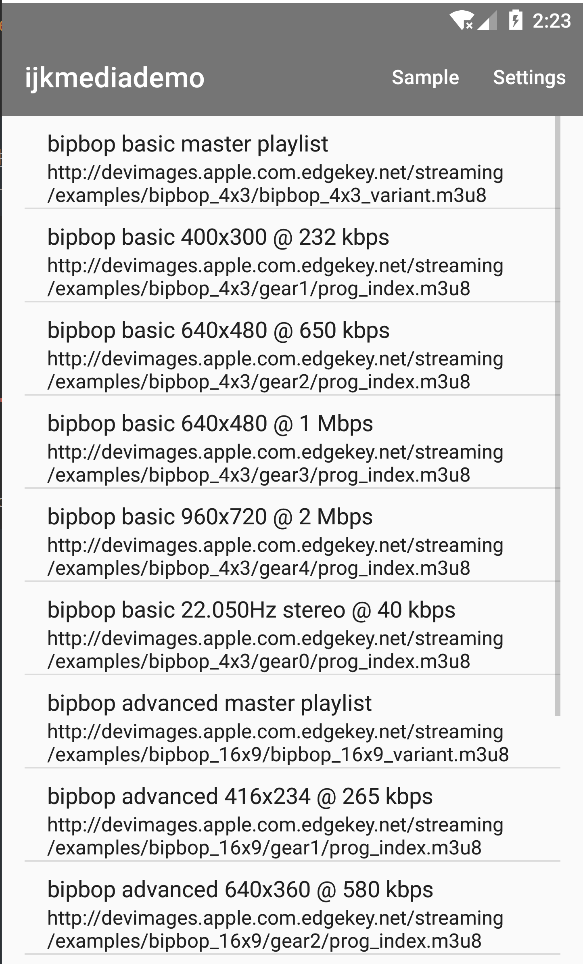 2:23
ijkmediademo Sample Settings
bipbop basic master playlist
http://devimages.apple.com.edgekey.net/streaming
/examples/bipbop_4x3/bipbop_4x3_variant.m3u8
bipbop basic 400x300 @ 232 kbps
http://devimages.apple.com.edgekey.net/streaming
/examples/bipbop_4x3/gear1/prog_index.m3u8
bipbop basic 640x480 @ 650 kbps
http://devimages.apple.com.edgekey.net/streaming
/examples/bipbop_4x3/gear2/prog_index.m3u8
bipbop basic 640x480 @ 1 Mbps
http://devimages.apple.com.edgekey.net/streaming
/examples/bipbop_4x3/gear3/prog_index.m3u8
bipbop basic 960x720 @ 2 Mbps
http://devimages.apple.com.edgekey.net/streaming
/examples/bipbop_4x3/gear4/prog_index.m3u8
bipbop basic 22.050Hz stereo @ 40 kbps
http://devimages.apple.com.edgekey.net/streaming
/examples/bipbop_4x3/gear0/prog_index.m3u8
bipbop advanced master playlist
http://devimages.apple.com.edgekey.net/streaming
/examples/bipbop_16x9/bipbop_16x9_variant.m3u8
bipbop advanced 416x234 @ 265 kbps
http://devimages.apple.com.edgekey.net/streaming
/examples/bipbop_16x9/gear1/prog_index.m3u8
bipbop advanced 640x360 @ 580 kbps
http://devimages.apple.com.edgekey.net/streaming
/examples/bipbop_16x9/gear2/prog_index.m3u8